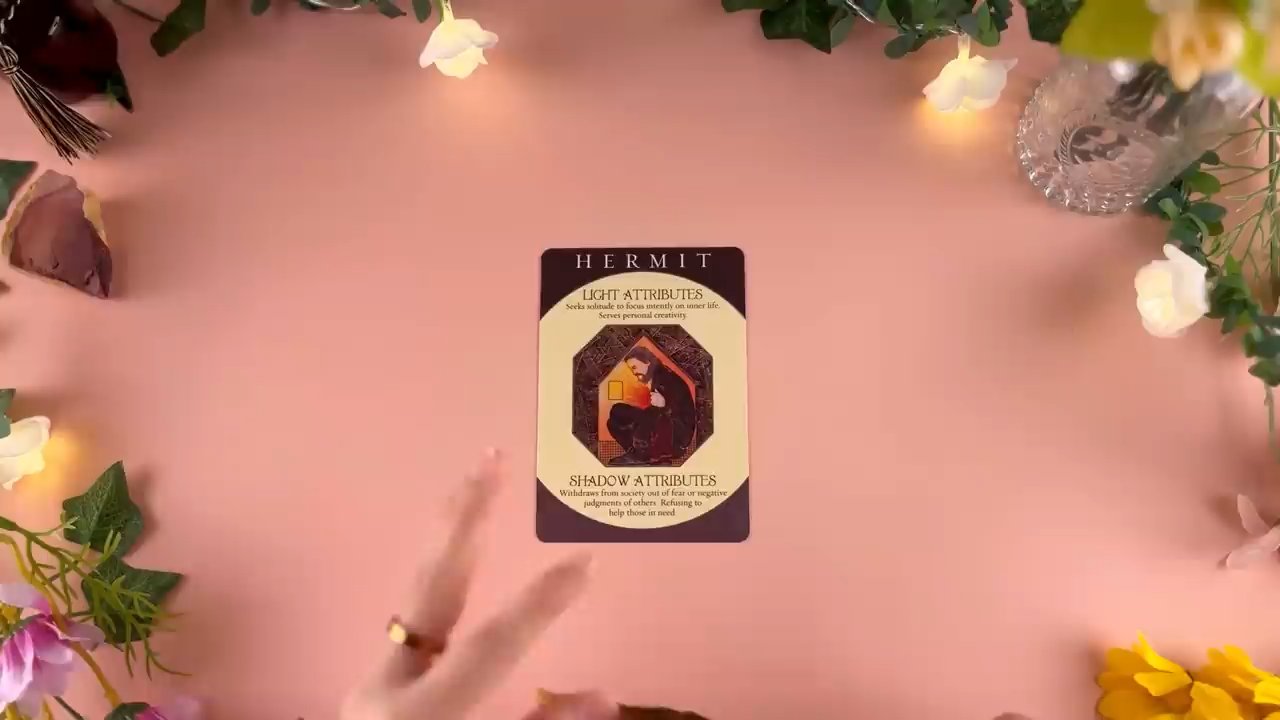 HERMIT
LIGHT ATTRIBUTES
Seeks solitude to focus intently on inner life.
Serves personal creativity.
SHADOW ATTRIBUTES
Withdraws from society out of fear or negative
judgments of others Refusing to
help those in need